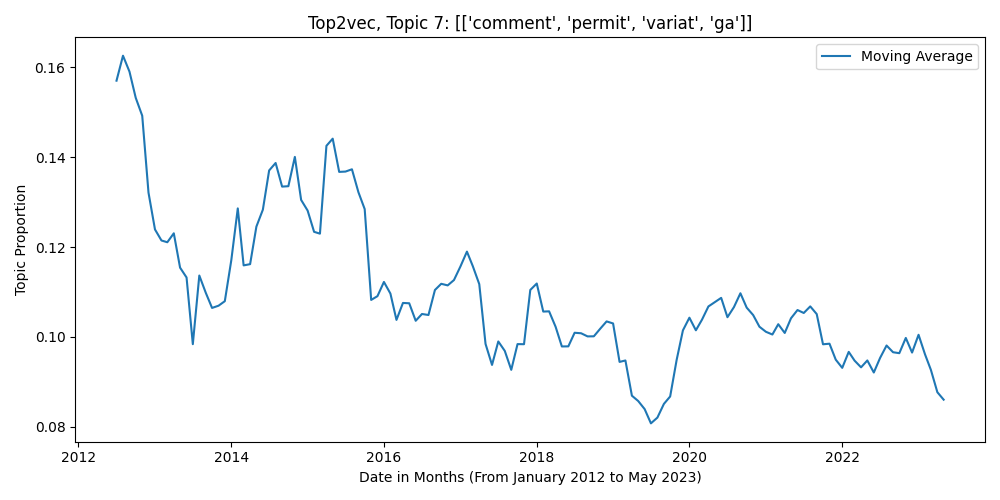 Top2vec, Topic 7: [['comment', 'permit', 'variat', 'ga']]
Moving Average
Topic Proportion
0.16
0.14
0.12
0.10
0.08
2012 2014 2016 2018 2020 2022
Date in Months (From January 2012 to May 2023)